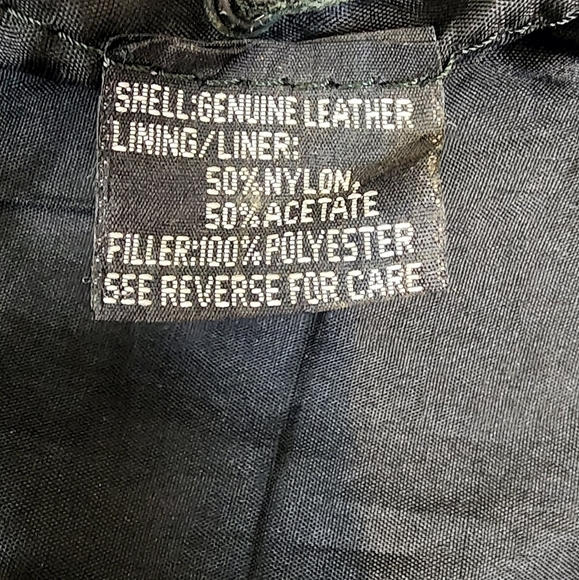 SHELL:GENUINE LEATHER
LINING/LINER:
50%NYLON,
50%ACETATE
FILLER:100%POLYESTER
SEE REVERSE FOR CARE